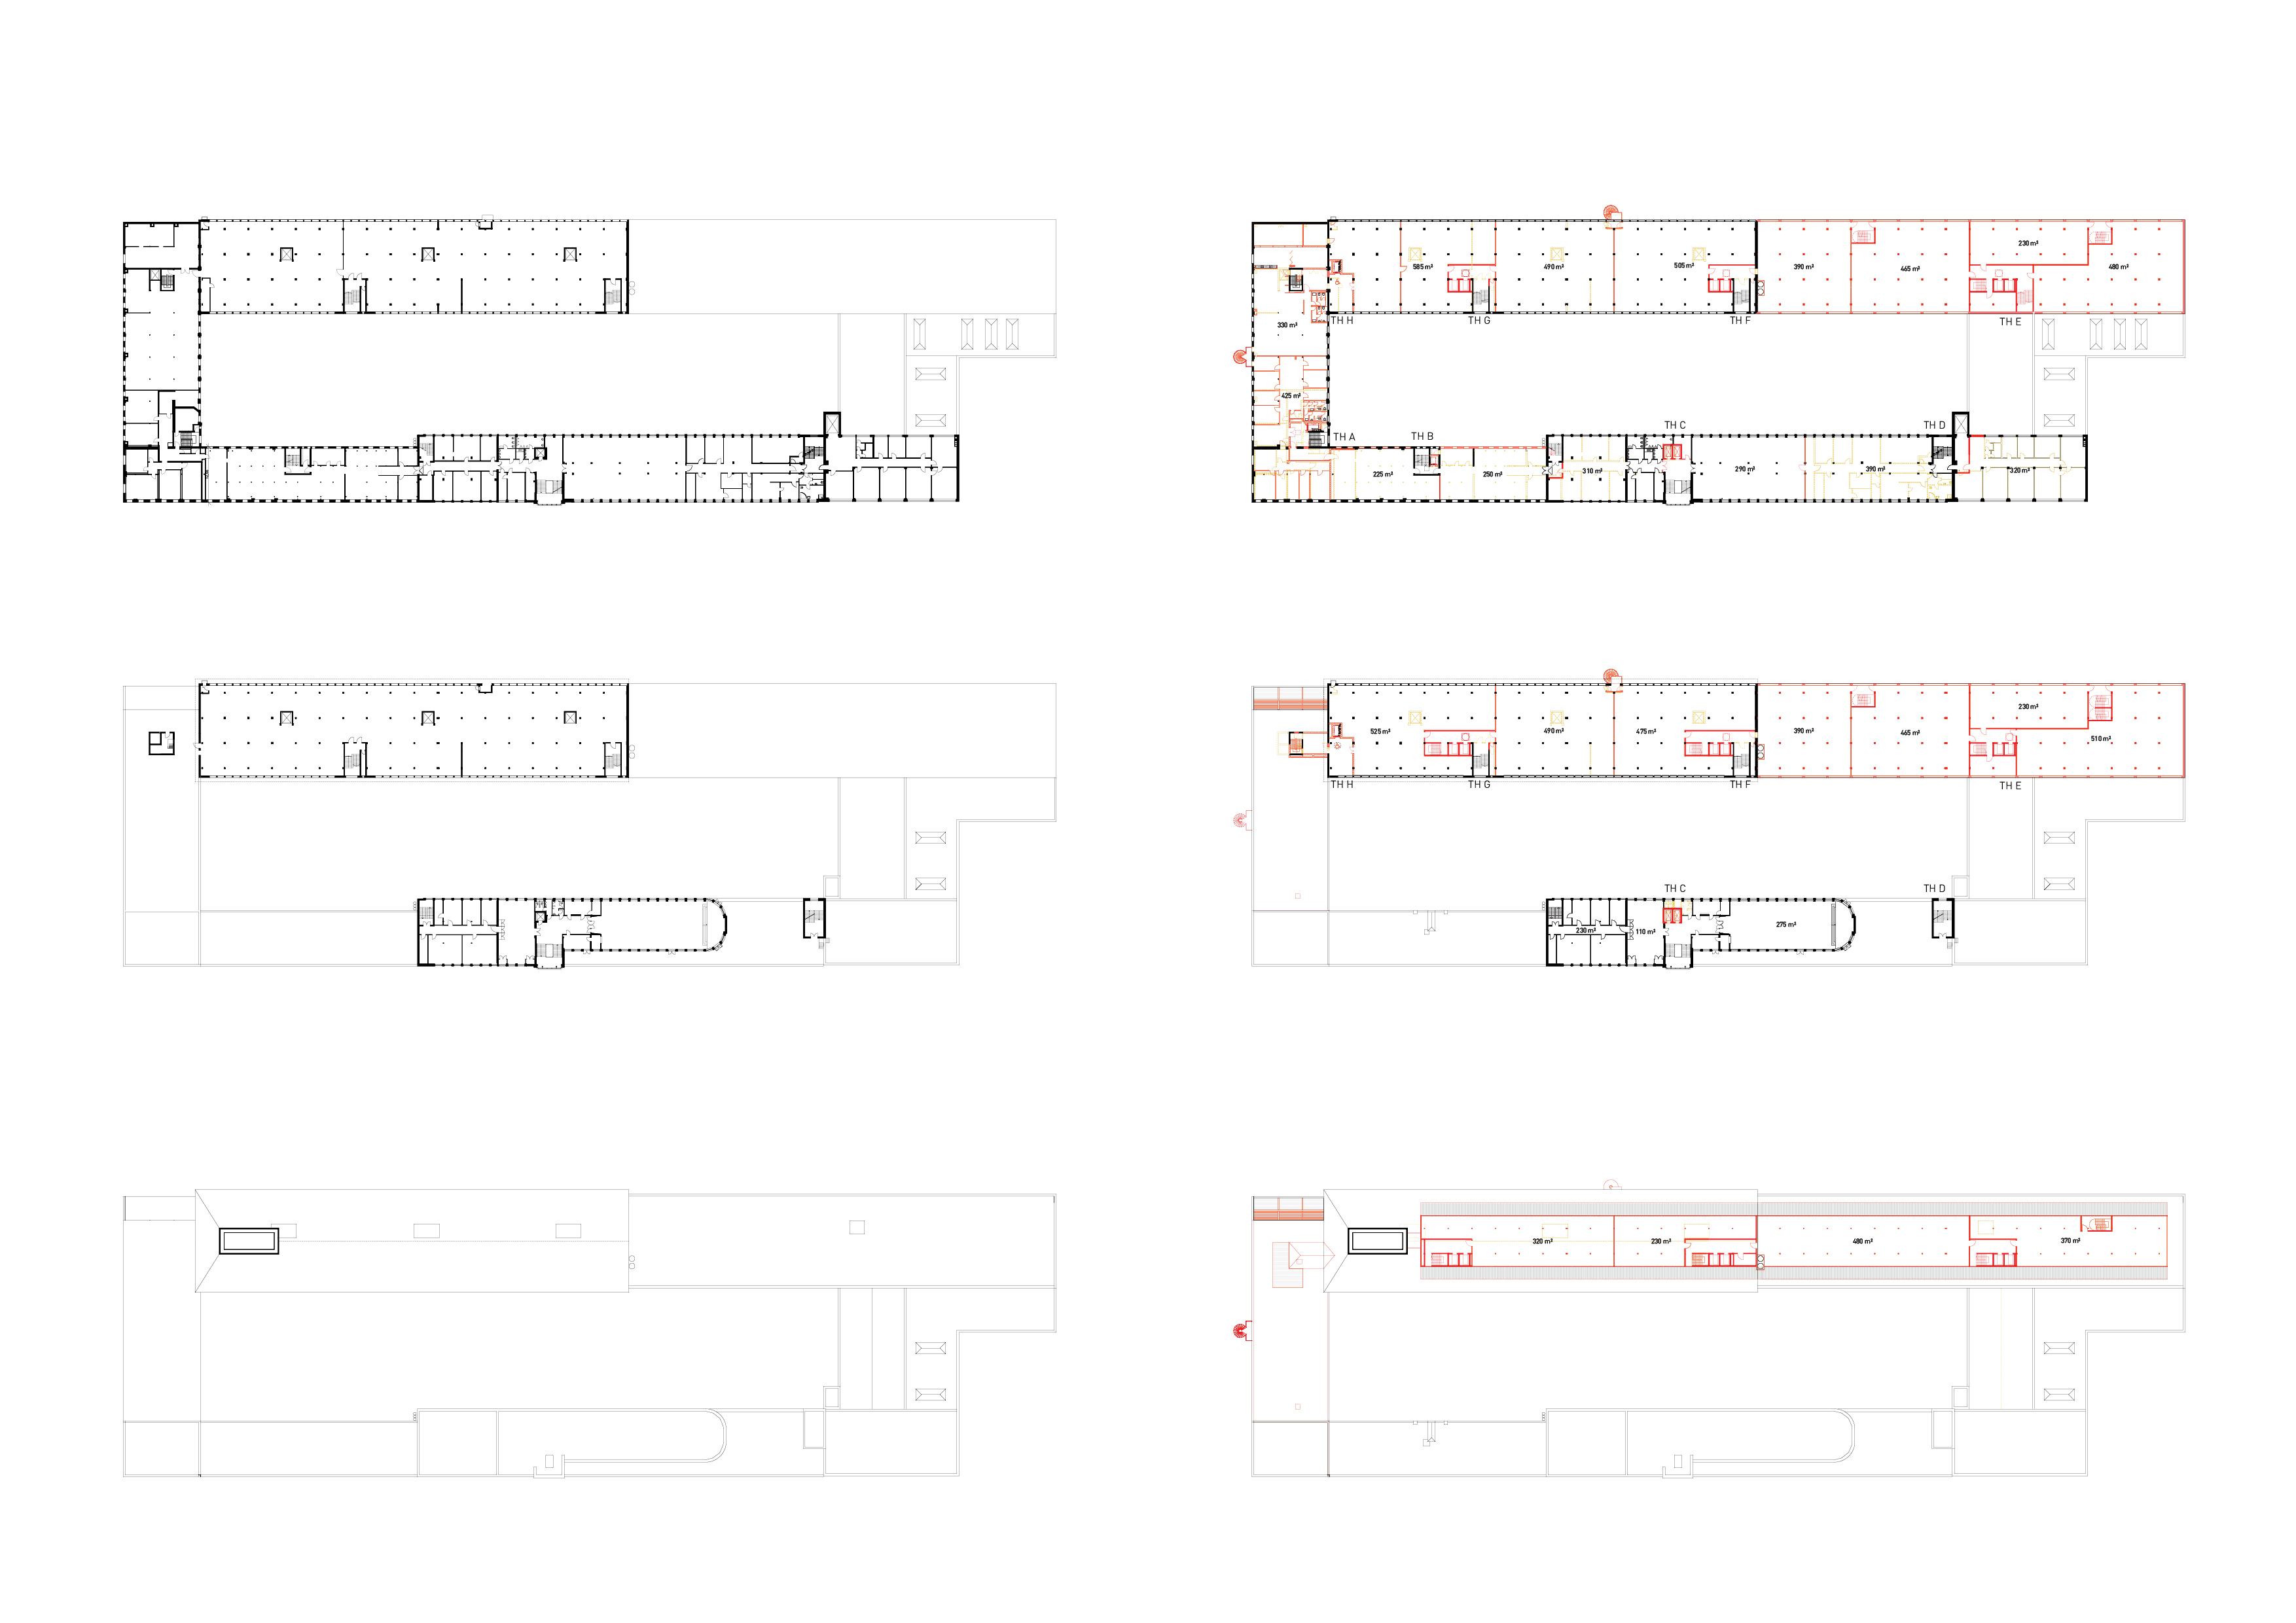 230 m²
585 m²
490 m²
505 m²
390 m²
465 m²
480 m²
TH H
TH G
TH F
TH E
330 m²
425 m²
TH A
TH B
TH C
TH D
225 m²
250 m²
310 m²
290 m²
390 m²
320 m²
230 m²
525 m²
490 m²
475 m²
390 m²
465 m²
510 m²
TH H
TH G
TH F
TH E
TH C
TH D
230 m²
110 m²
275 m²
320 m²
230 m²
480 m²
370 m²